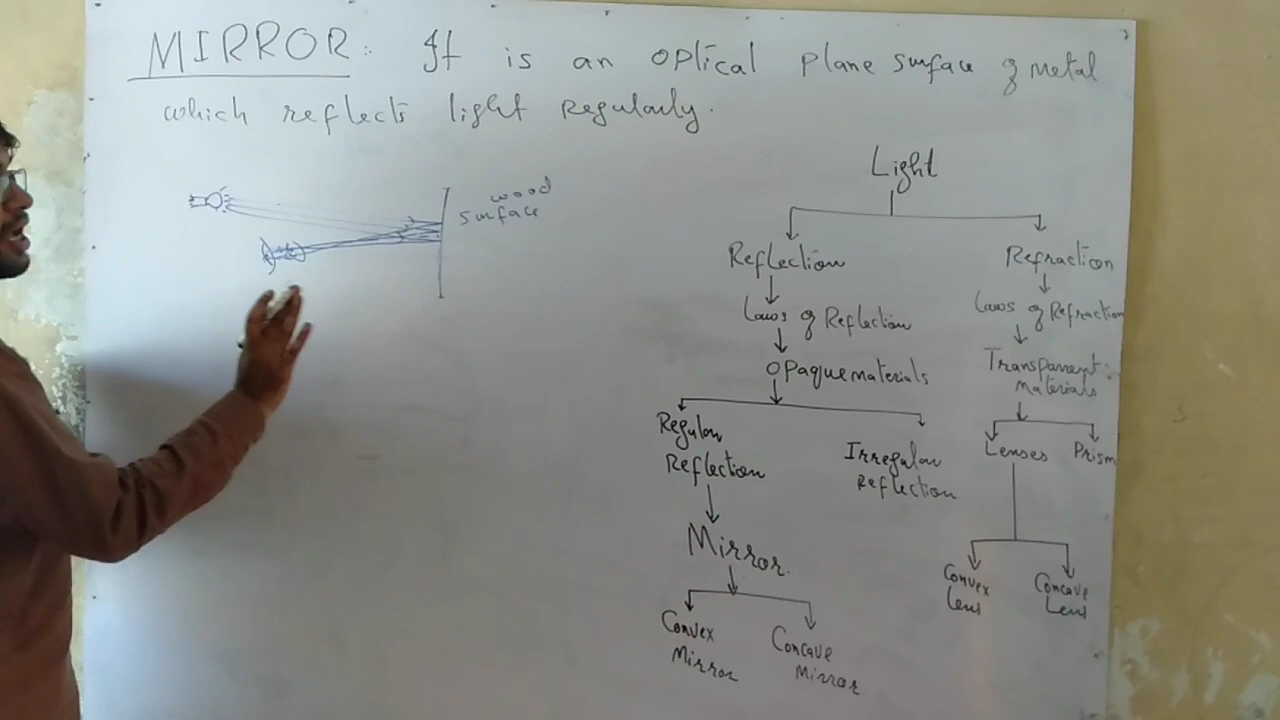 MIRROR: It is an optical plane surface of metal
which reflects light Regularly.
wood
surface
Light
Reflection
Refraction
Laws of Reflection
Laws of Refraction
Opaque materials
Transparent:
materials
Regular
Reflection
Irregular
Reflection
Lenses
Prism
Mirror.
Convex
Mirror
Concave
Mirror
Convex
Lens
Concave
Lens